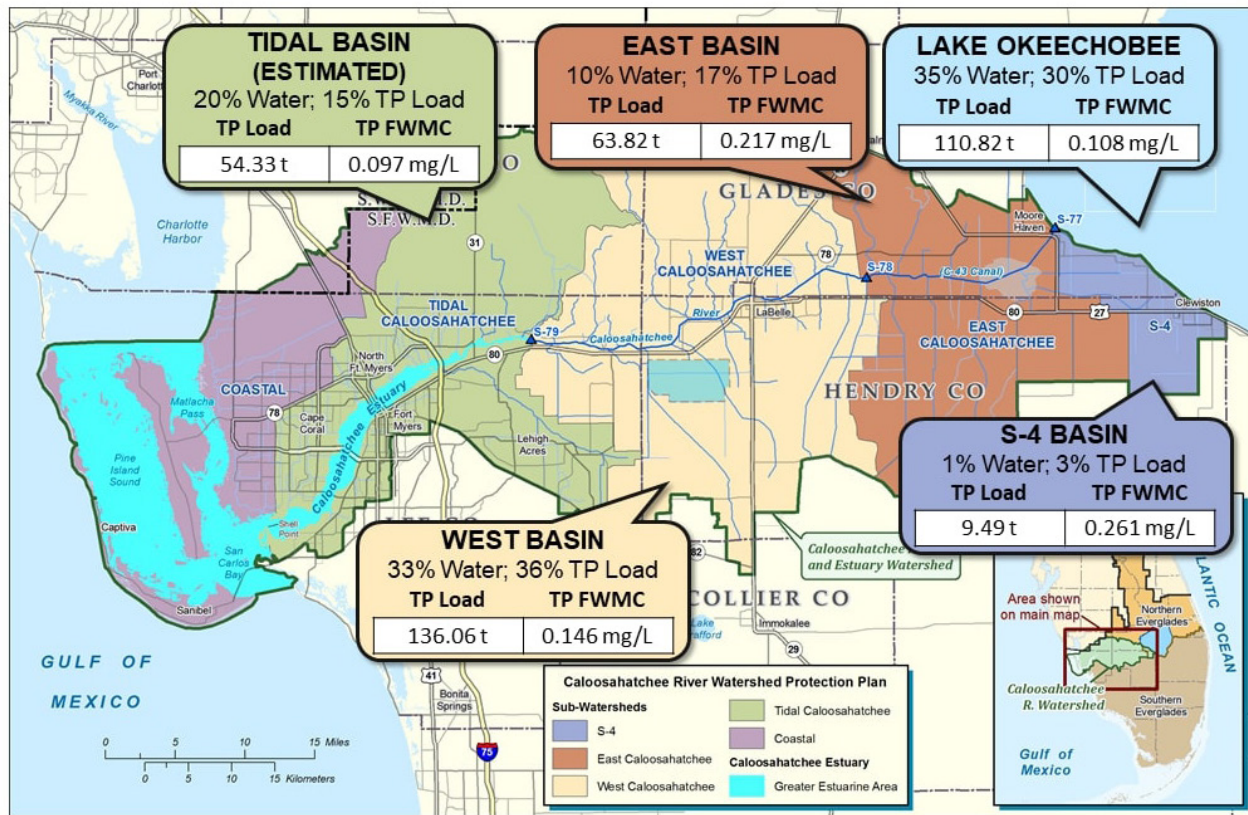 TIDAL BASIN
(ESTIMATED)
20% Water; 15% TP Load
TP Load TP FWMC
54.33 t 0.097 mg/L
EAST BASIN
10% Water; 17% TP Load
TP Load TP FWMC
63.82 t 0.217 mg/L
LAKE OKEECHOBEE
35% Water; 30% TP Load
TP Load TP FWMC
110.82 t 0.108 mg/L
Port
Charlotte
Myakka River
Charlotte
Harbor
S.F.W.M.D.
GLADES CO
31
WEST
CALOOSAHATCHEE
78
S-78
(C-43 Canal)
Moore
Haven
S-77
TIDAL
CALOOSAHATCHEE
S-79
Caloosahatchee
River
LaBelle
80
EAST
CALOOSAHATCHEE
80
27
Clewiston
S-4
COASTAL
Matlacha
Pass
78
North
Ft. Myers
Cape
Coral
Fort
Myers
Caloosahatchee Estuary
Lehigh
Acres
HENDRY CO
Pine
Island
Sound
Captiva
Shell
Point
San
Carlos
Bay
Sanibel
S-4 BASIN
1% Water; 3% TP Load
TP Load TP FWMC
9.49 t 0.261 mg/L
WEST BASIN
33% Water; 36% TP Load
TP Load TP FWMC
136.06 t 0.146 mg/L
82
Caloosahatchee
and Estuary Watershed
COLLIER CO
Lake
Immokalee
29
GULF OF
MEXICO
41
Bonita
Springs
75
15 10 5 0 5 10 15 Miles
5 0 5 10 15 Kilometers
Caloosahatchee River Watershed Protection Plan
Sub-Watersheds
S-4
East Caloosahatchee
West Caloosahatchee
Tidal Caloosahatchee
Coastal
Caloosahatchee Estuary
Greater Estuarine Area
Area shown
on main map
Northern
Everglades
OCEAN
Caloosahatchee
R. Watershed
Southern
Everglades
Gulf of
Mexico